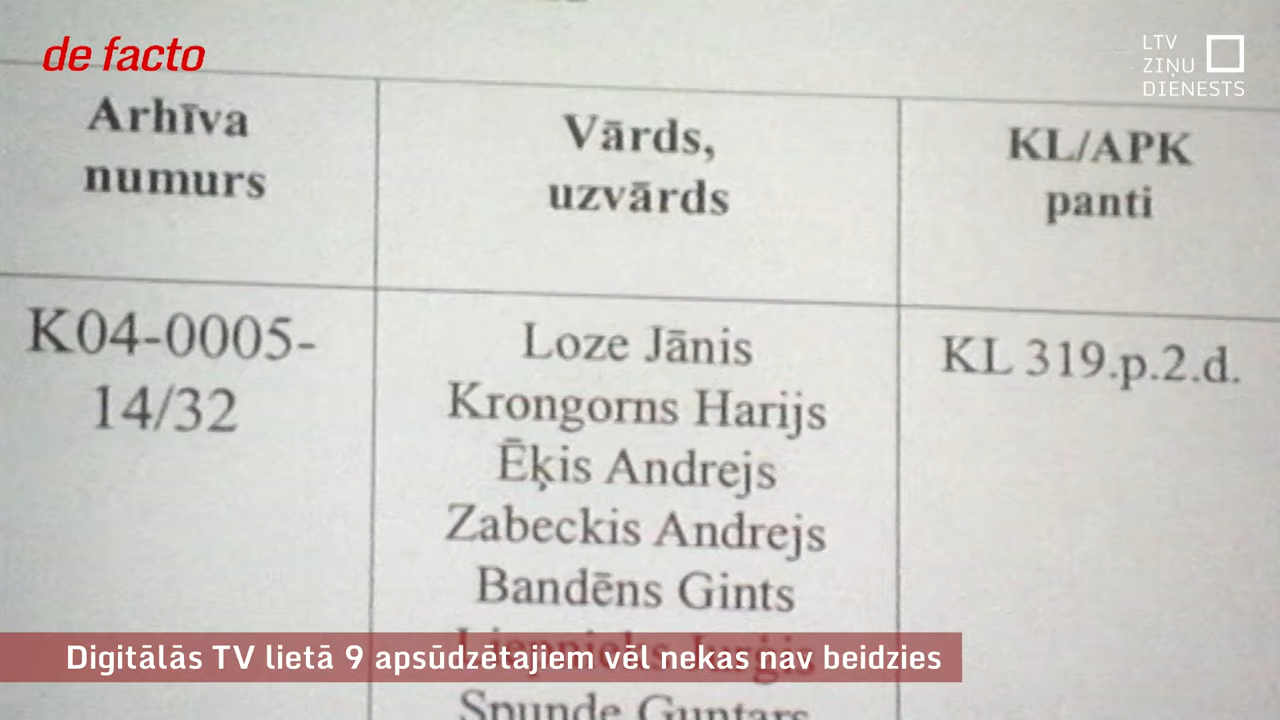 de facto
LTV
ZIŅU
DIENESTS
Arhīva
numurs
Vārds,
uzvārds
KL/APK
panti
K04-0005-
14/32
Loze Jānis
Krongorns Harijs
Ēķis Andrejs
Zabeckis Andrejs
Bandēns Gints
KL 319.p.2.d.
Digitālās TV lietā 9 apsūdzētajiem vēl nekas nav beidzies
Spunde Guntars